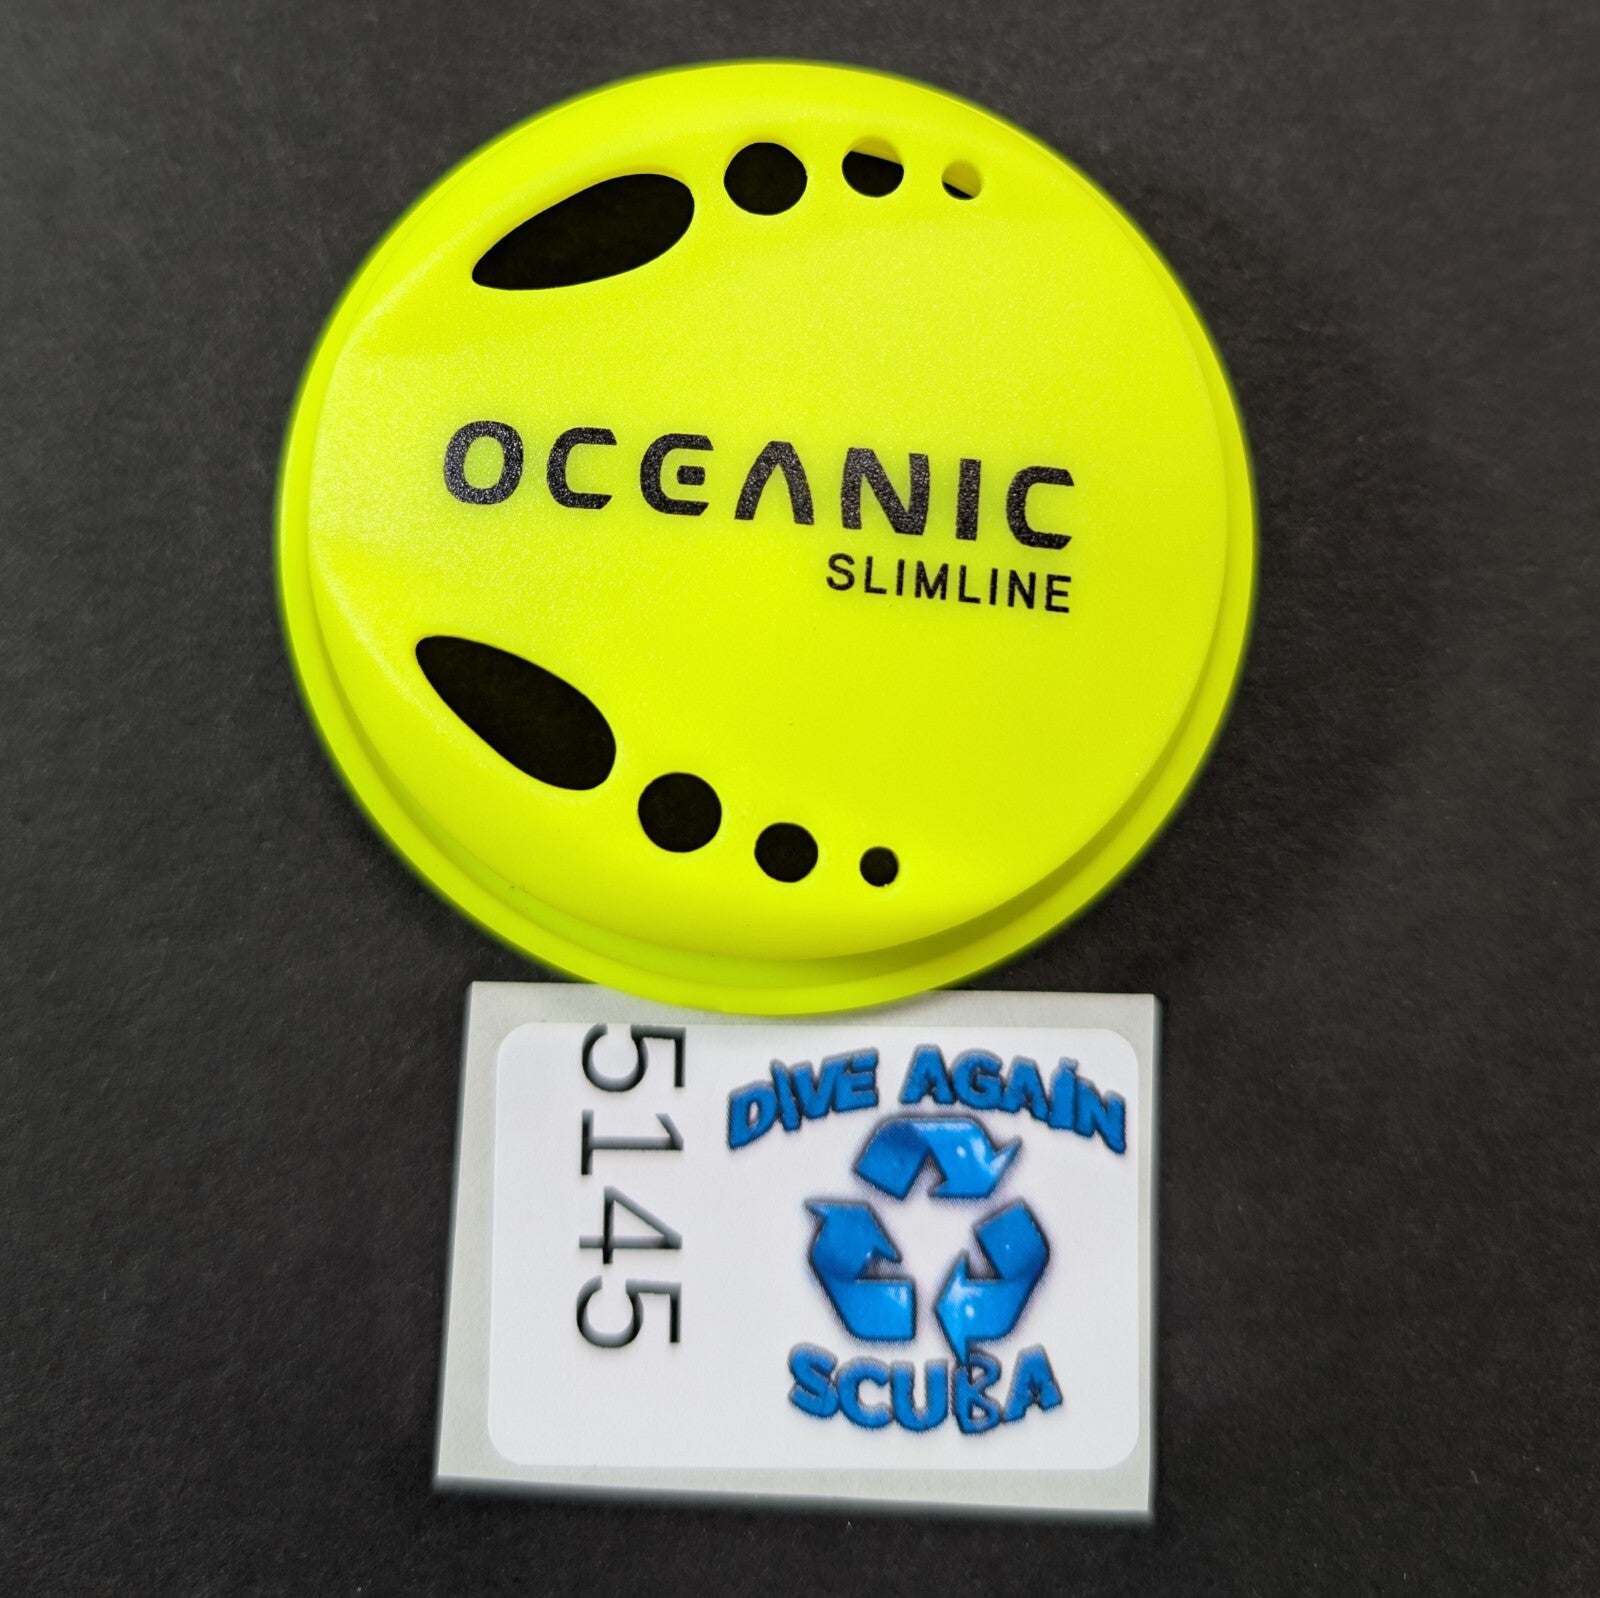 OCEANIC
SLIMLINE
5145
DIVE AGAIN
SCUBA